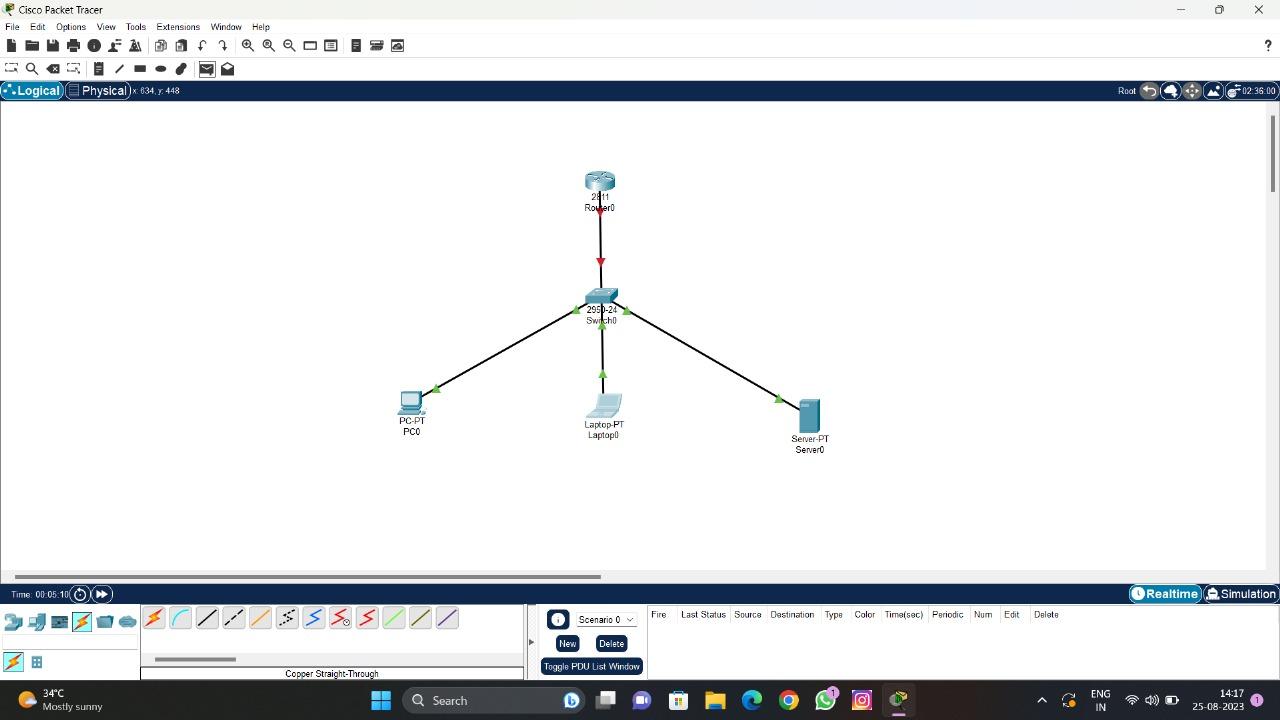 Cisco Packet Tracer
File Edit Options View Tools Extensions Window Help
?
Logical Physical x: 634, y: 448 Root 02:36:00
2811
Router0
2950-24
Switch0
PC-PT
PC0
Laptop-PT
Laptop0
Server-PT
Server0
Time: 00:05:10 Realtime Simulation
Scenario 0 Fire Last Status Source Destination Type Color Time(sec) Periodic Num Edit Delete
New Delete
Toggle PDU List Window
Copper Straight-Through
34°C
Mostly sunny
Search
1
ENG
IN
14:17
25-08-2023
1